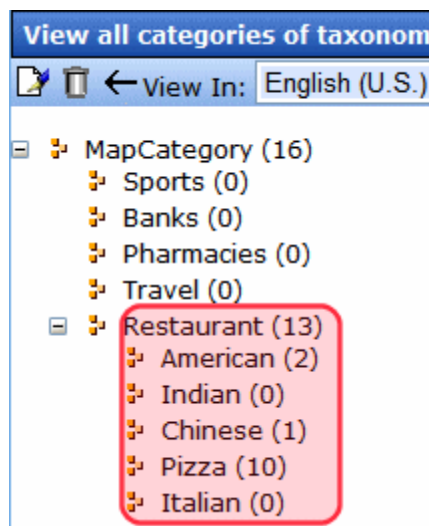 View all categories of taxonom
View In: English (U.S.)
MapCategory (16)
Sports (0)
Banks (0)
Pharmacies (0)
Travel (0)
Restaurant (13)
American (2)
Indian (0)
Chinese (1)
Pizza (10)
Italian (0)